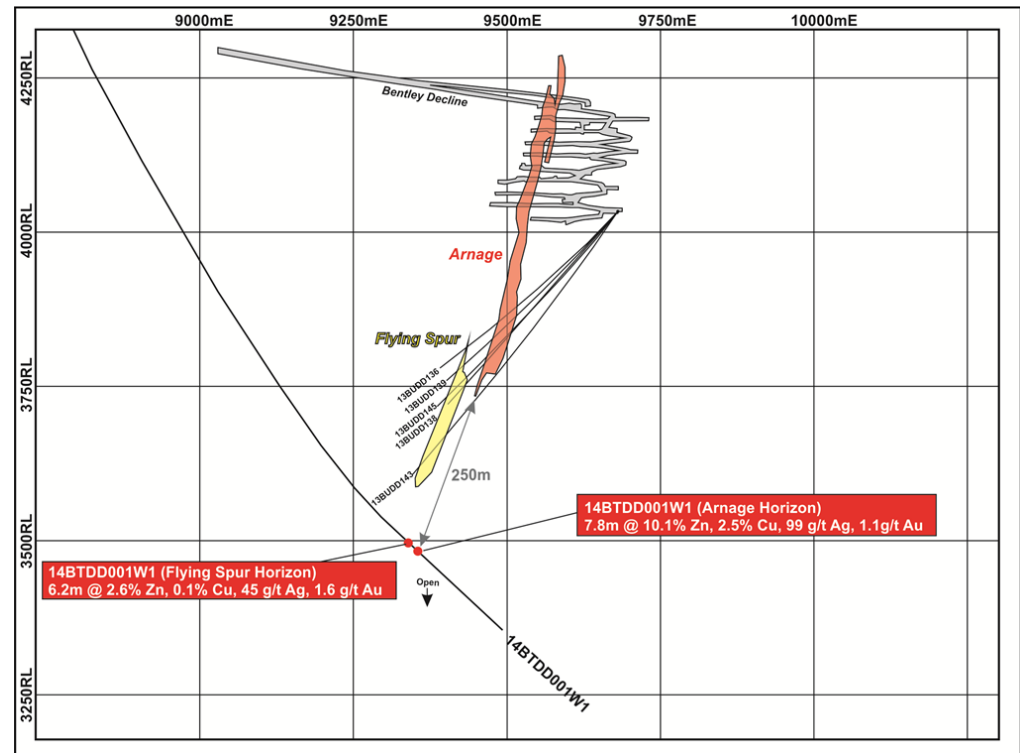 9000mE 9250mE 9500mE 9750mE 10000mE
4250RL
Bentley Decline
4000RL
Arnage
Flying Spur
13BUDD136
13BUDD139
13BUDD145
13BUDD138
3750RL
250m
13BUDD143
14BTDD001W1 (Arnage Horizon)
7.8m @ 10.1% Zn, 2.5% Cu, 99 g/t Ag, 1.1g/t Au
3500RL
14BTDD001W1 (Flying Spur Horizon)
6.2m @ 2.6% Zn, 0.1% Cu, 45 g/t Ag, 1.6 g/t Au
Open
14BTDD001W1
3250RL